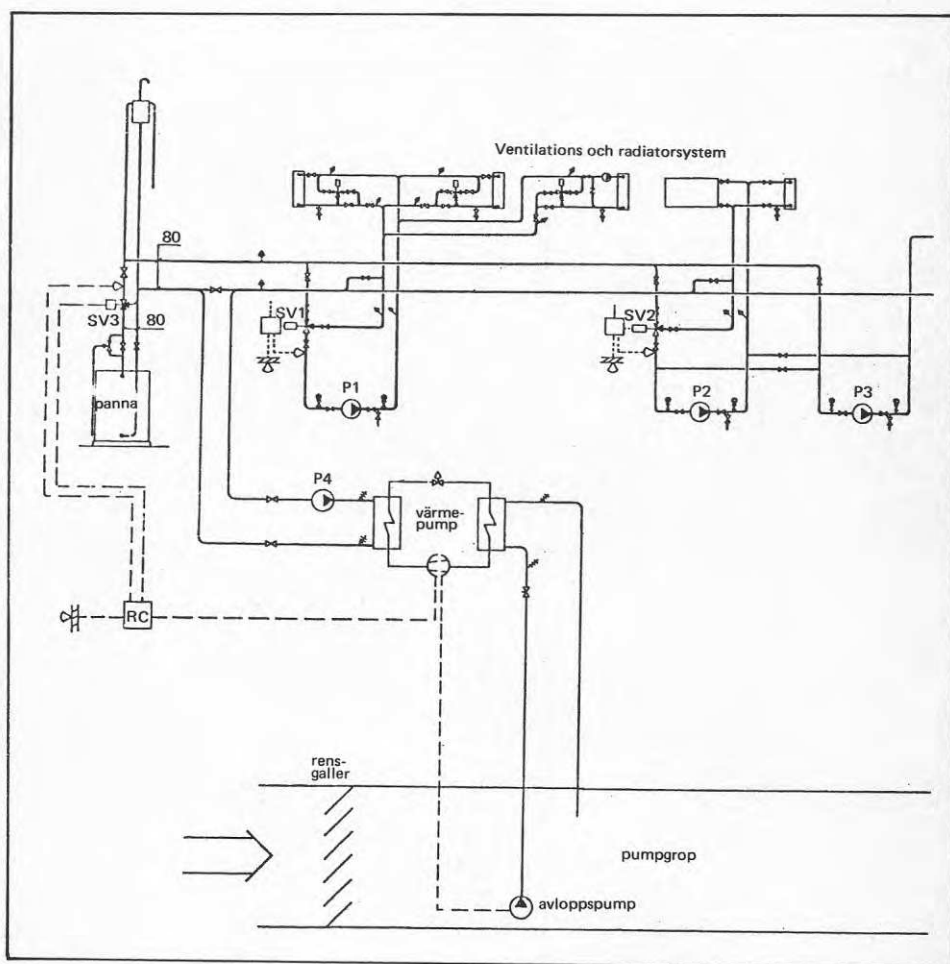 Ventilations och radiatorsystem
80
SV1
SV2
SV3
80
panna
P1
P2
P3
P4
värme-
pump
RC
rens-
galler
pumpgrop
avloppspump